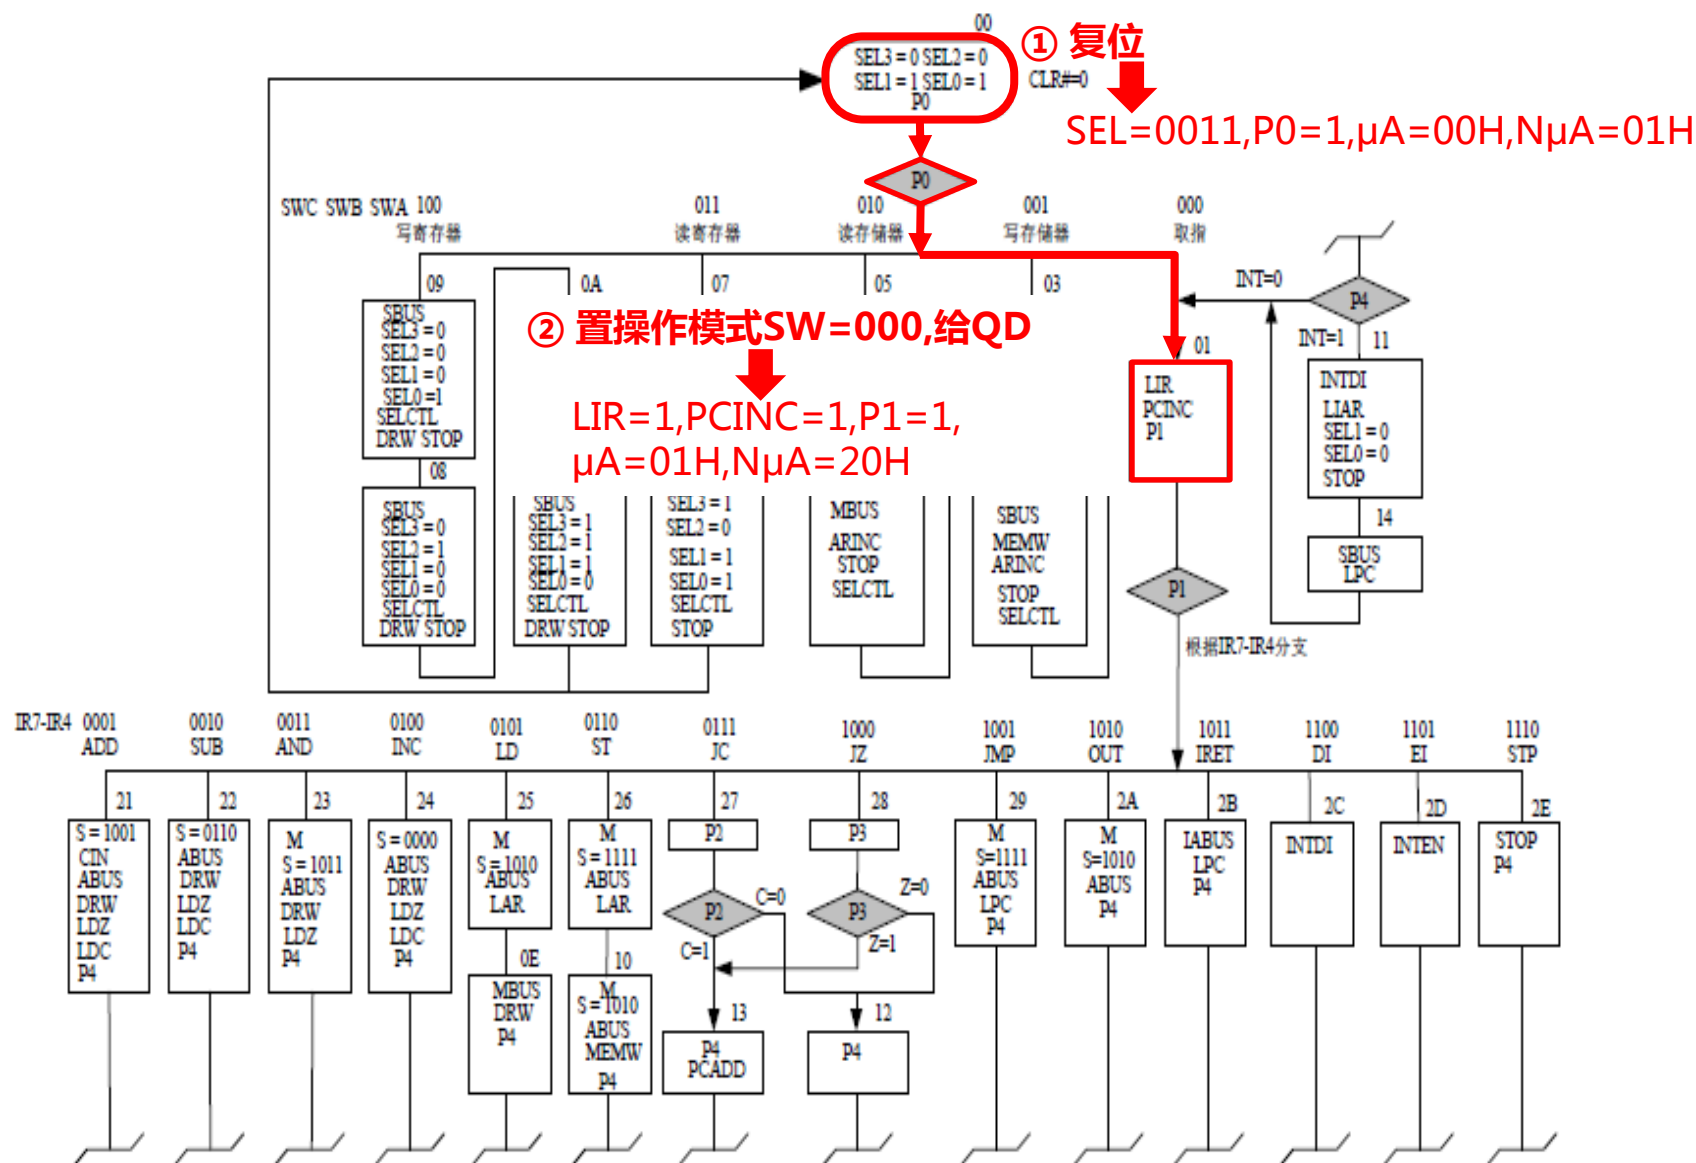 00
SEL3 = 0 SEL2 = 0
SEL1 = 1 SEL0 = 1
P0
CLR#=0
① 复位
SEL=0011,P0=1,μA=00H,NμA=01H
P0
SWC SWB SWA 100
写寄存器
011
读寄存器
010
读存储器
001
写存储器
000
取指
09
0A
07
05
03
01
② 置操作模式SW=000,给QD
LIR=1,PCINC=1,P1=1,
μA=01H,NμA=20H
SBUS
SEL3 = 0
SEL2 = 0
SEL1 = 0
SEL0 =1
SELCTL
DRW STOP
08
SBUS
SEL3 = 0
SEL2 = 1
SEL1 = 0
SEL0 = 0
SELCTL
DRW STOP
SBUS
SEL3 = 1
SEL2 = 1
SEL1 = 1
SEL0 = 0
SELCTL
DRW STOP
SEL3 = 1
SEL2 = 0
SEL1 = 1
SEL0 = 1
SELCTL
STOP
MBUS
ARINC
STOP
SELCTL
SBUS
MEMW
ARINC
STOP
SELCTL
LIR
PCINC
P1
P1
根据IR7-IR4分支
INT=0
P4
INT=1
11
INTDI
LIAR
SEL1 = 0
SEL0 = 0
STOP
14
SBUS
LPC
IR7-IR4
0001
ADD
0010
SUB
0011
AND
0100
INC
0101
LD
0110
ST
0111
JC
1000
JZ
1001
JMP
1010
OUT
1011
IRET
1100
DI
1101
EI
1110
STP
21
S = 1001
CIN
ABUS
DRW
LDZ
LDC
P4
22
S = 0110
ABUS
DRW
LDZ
LDC
P4
23
M
S = 1011
ABUS
DRW
LDZ
P4
24
S = 0000
ABUS
DRW
LDZ
LDC
P4
25
M
S = 1010
ABUS
LAR
0E
MBUS
DRW
P4
26
M
S = 1111
ABUS
LAR
10
M
S = 1010
ABUS
MEMW
P4
27
P2
P2
C=0
C=1
13
P4
PCADD
28
P3
P3
Z=0
Z=1
12
P4
29
M
S=1111
ABUS
LPC
P4
2A
M
S=1010
ABUS
P4
2B
IABUS
LPC
P4
2C
INTDI
2D
INTEN
2E
STOP
P4